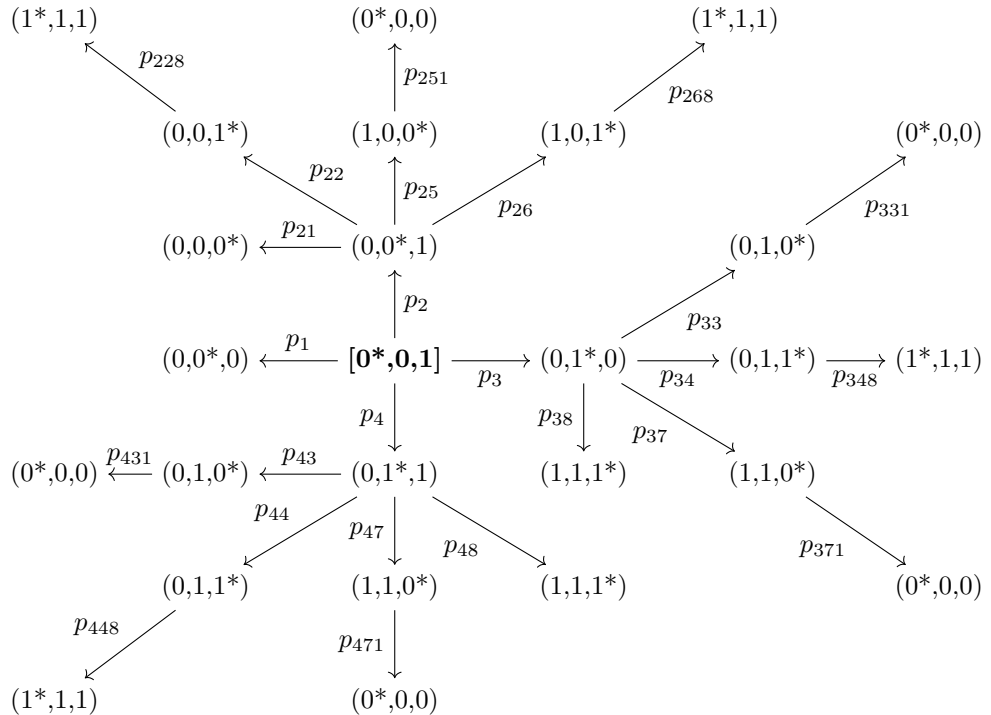 (1*,1,1) (0*,0,0) (1*,1,1)
p228 p251 p268
(0,0,1*) (1,0,0*) (1,0,1*) (0*,0,0)
p22 p25 p26 p331
p21
(0,0,0*) (0,0*,1) (0,1,0*)
p2 p33
p1
(0,0*,0) [0*,0,1] (0,1*,0) (0,1,1*) (1*,1,1)
p3 p34 p348
p4 p38 p37
p431 p43
(0*,0,0) (0,1,0*) (0,1*,1) (1,1,1*) (1,1,0*)
p44 p47 p48 p371
(0,1,1*) (1,1,0*) (1,1,1*) (0*,0,0)
p448 p471
(1*,1,1) (0*,0,0)